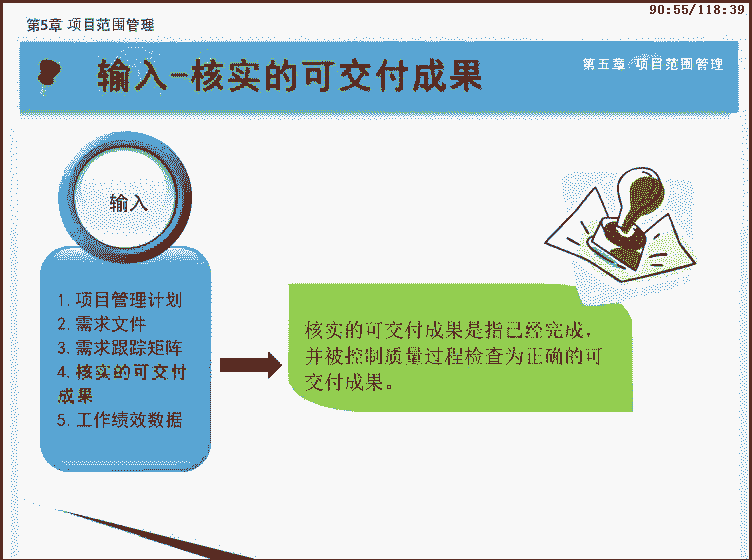 90:55/118:39
第5章 项目范围管理
输入-核实的可交付成果
第五章 项目范围管理
输入
1. 项目管理计划
2. 需求文件
3. 需求跟踪矩阵
4. 核实的可交付
成果
5. 工作绩效数据
核实的可交付成果是指已经完成，
并被控制质量过程检查为正确的可
交付成果。